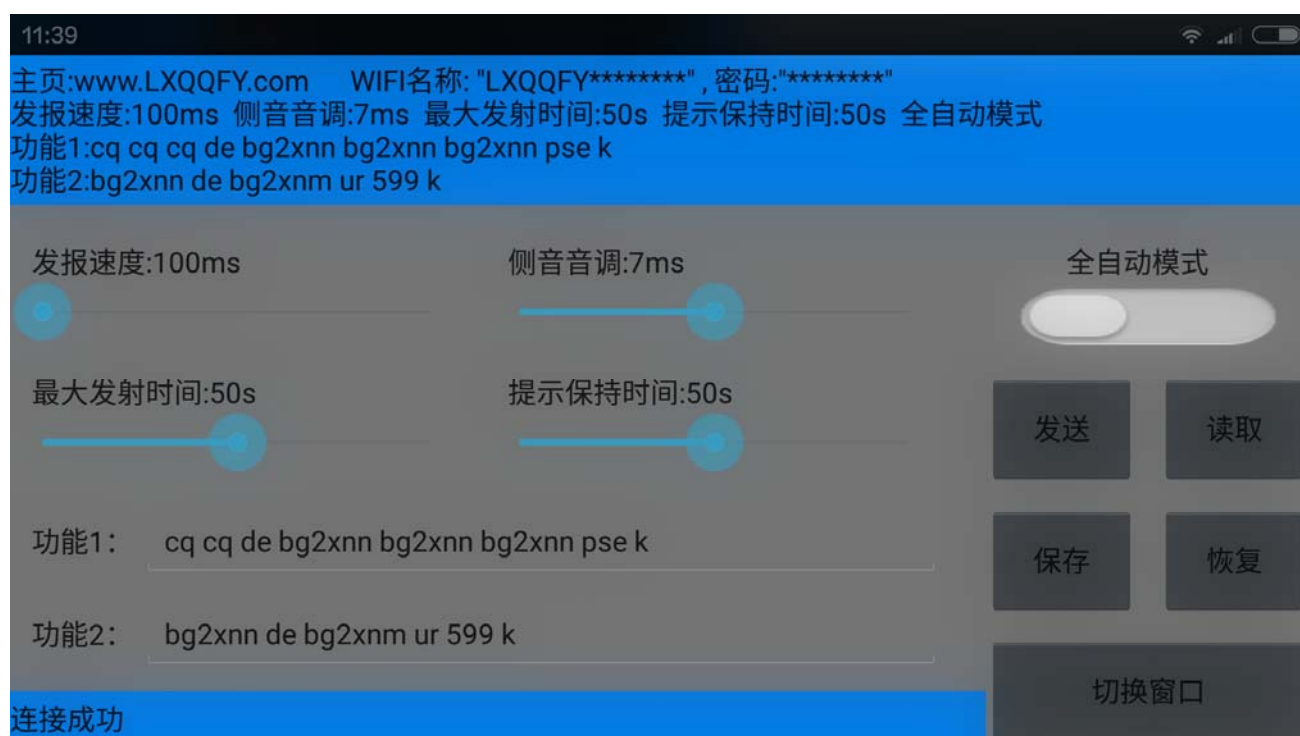 11:39
主页:www.LXQQFY.com WIFI名称: "LXQQFY********" , 密码:"********"
发报速度:100ms 侧音音调:7ms 最大发射时间:50s 提示保持时间:50s 全自动模式
功能1:cq cq cq de bg2xnn bg2xnn bg2xnn pse k
功能2:bg2xnn de bg2xnm ur 599 k
发报速度:100ms 侧音音调:7ms 全自动模式
最大发射时间:50s 提示保持时间:50s
发送 读取
功能1： cq cq de bg2xnn bg2xnn bg2xnn pse k
保存 恢复
功能2： bg2xnn de bg2xnm ur 599 k
切换窗口
连接成功